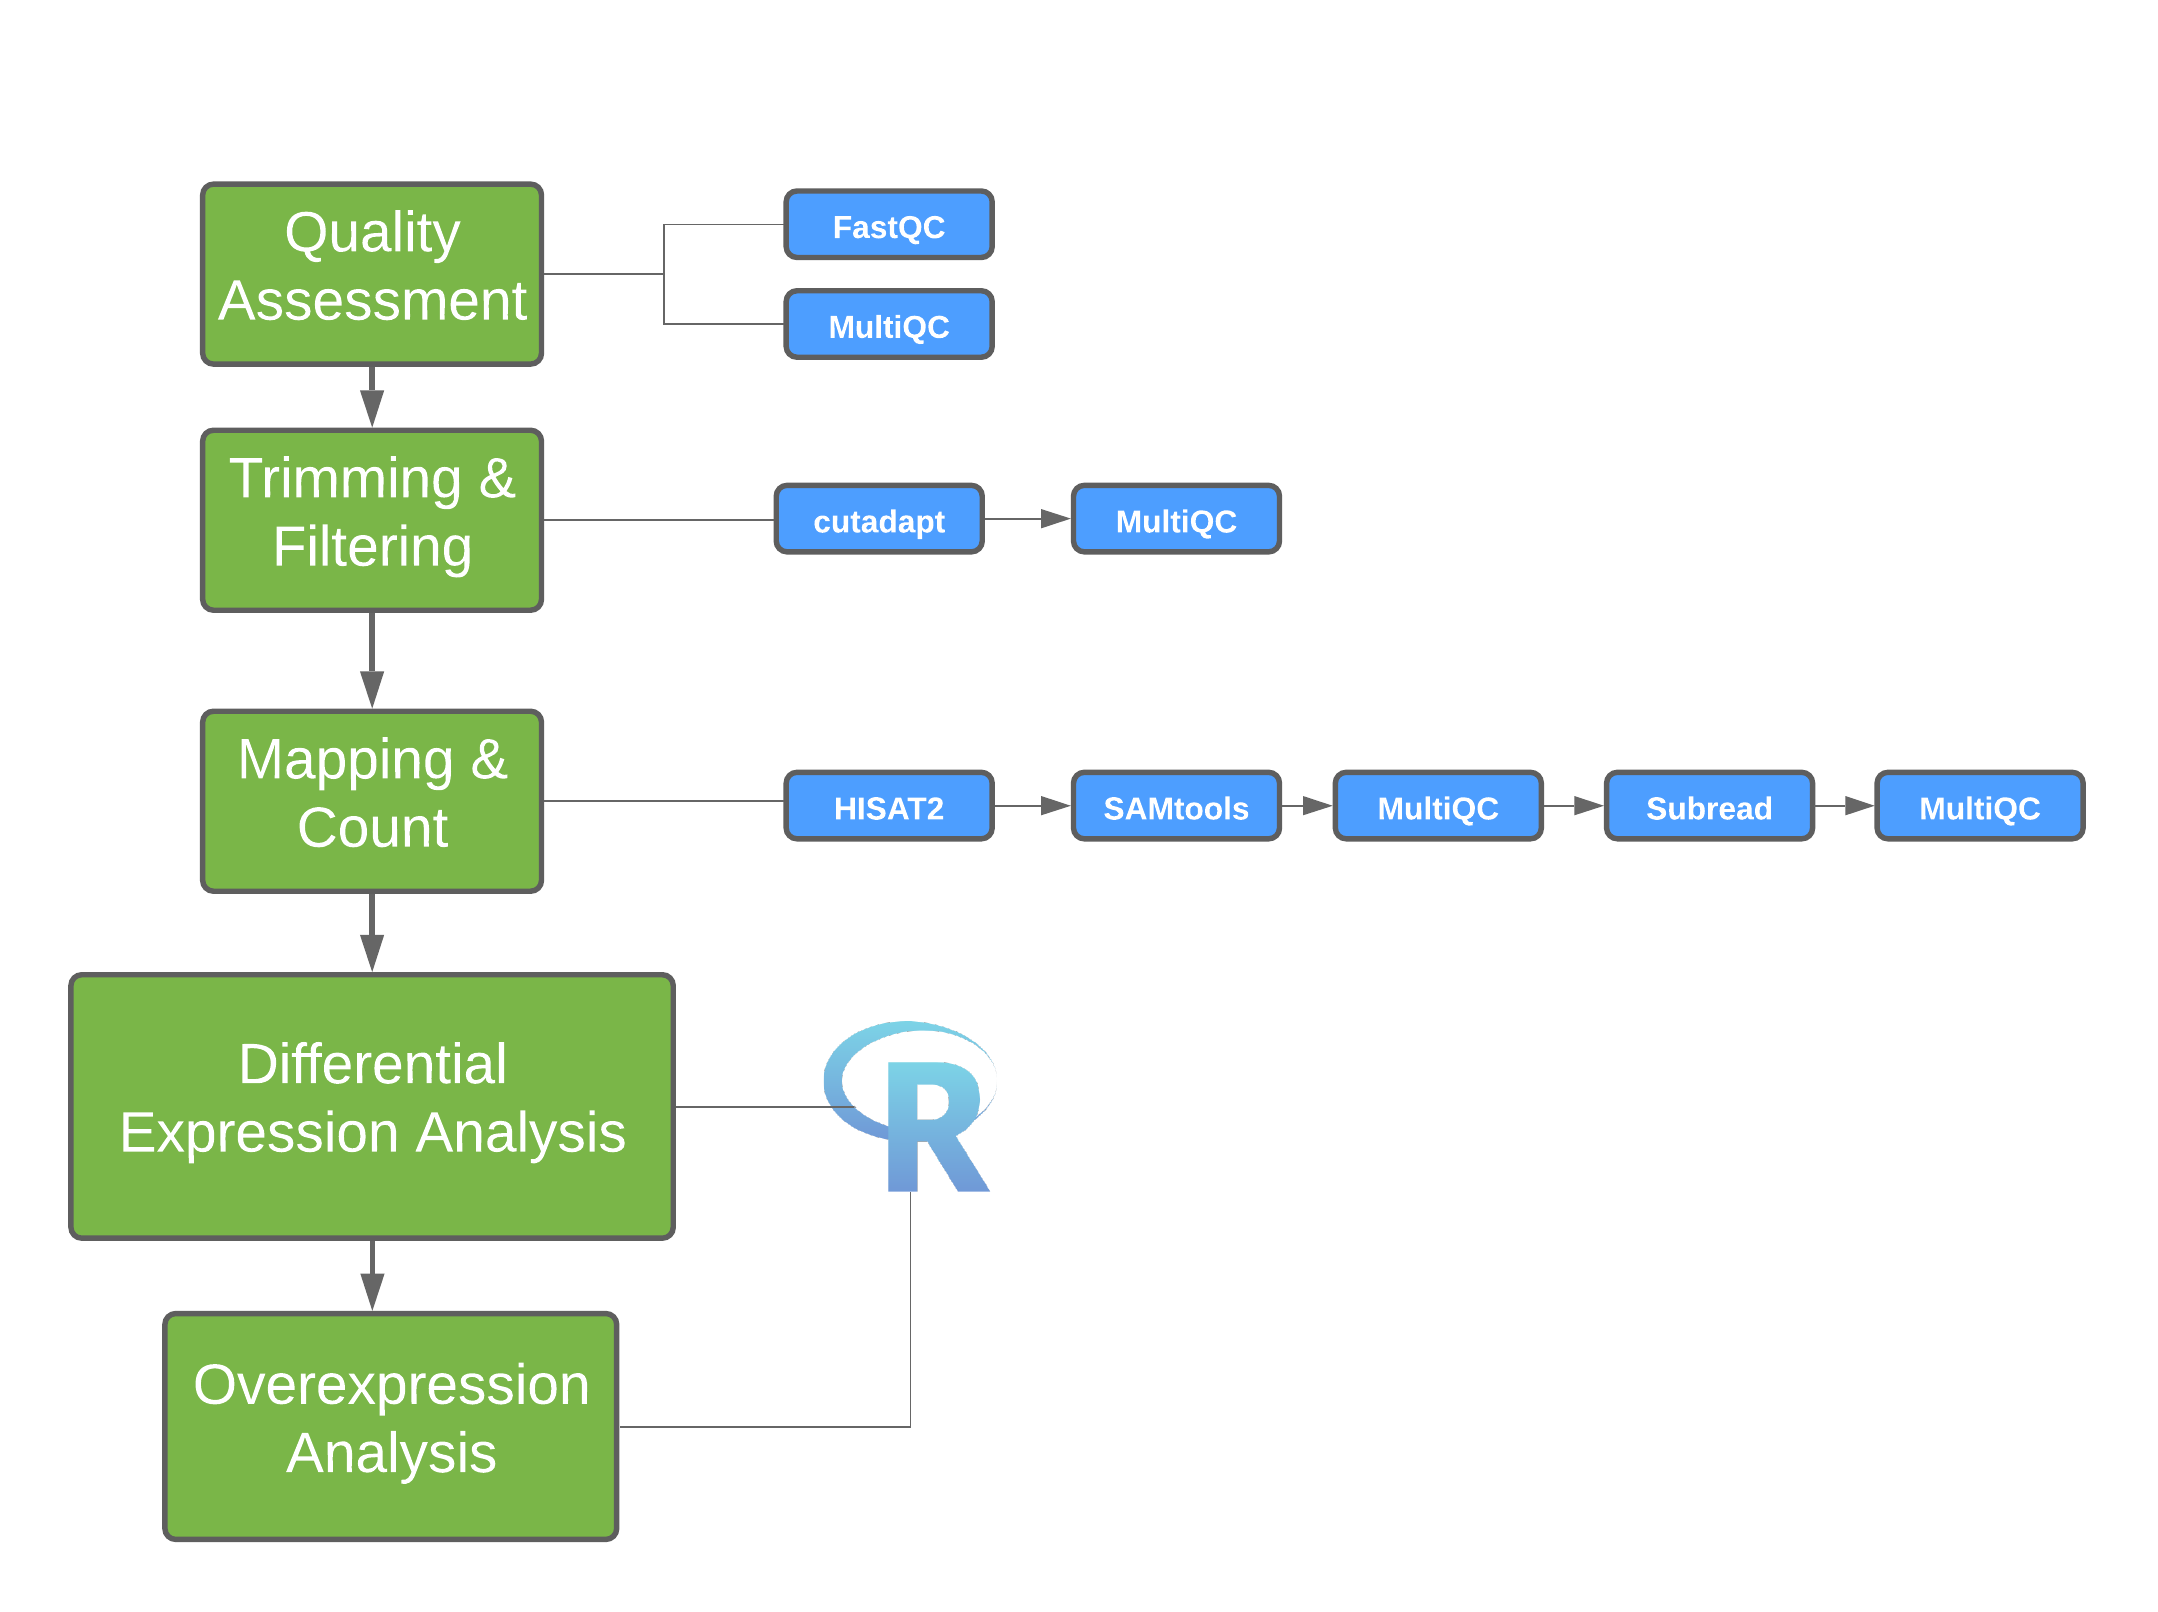 Quality
Assessment
FastQC
MultiQC
Trimming &
Filtering
cutadapt
MultiQC
Mapping &
Count
HISAT2
SAMtools
MultiQC
Subread
MultiQC
Differential
Expression Analysis
R
Overexpression
Analysis